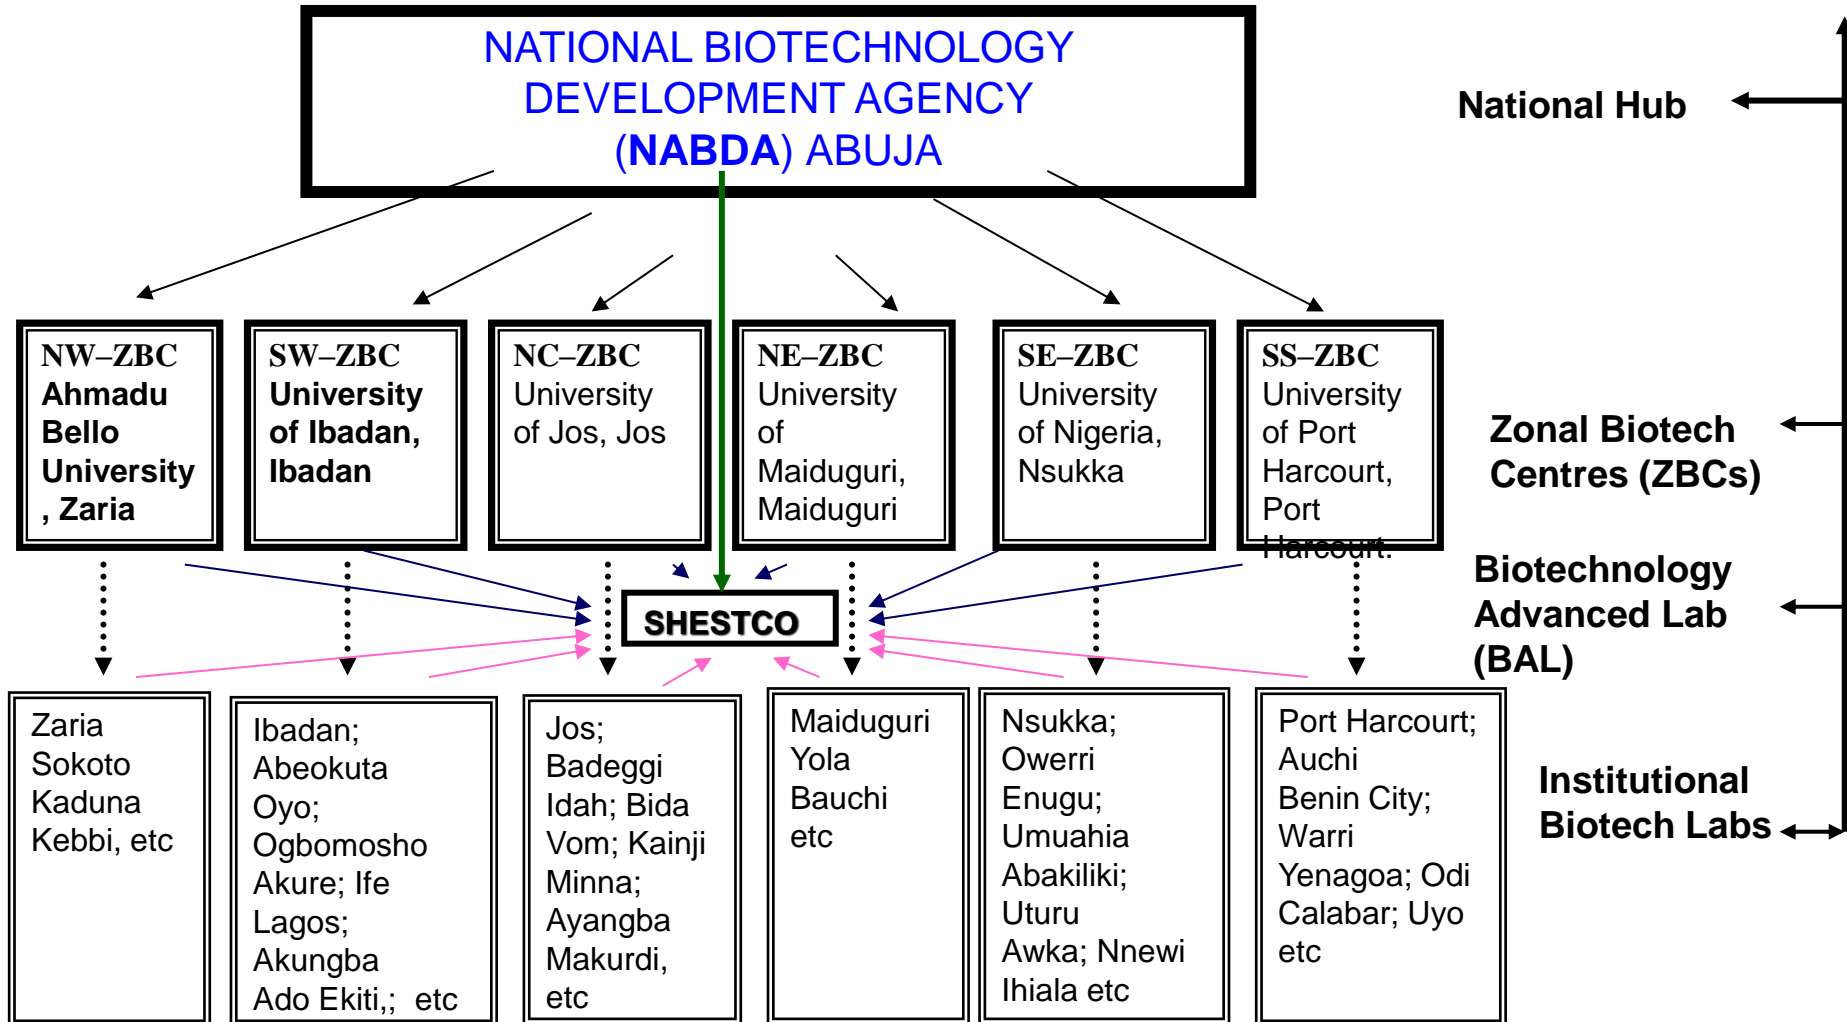 NATIONAL BIOTECHNOLOGY
DEVELOPMENT AGENCY
(NABDA) ABUJA
National Hub
NW–ZBC
Ahmadu
Bello
University
, Zaria
SW–ZBC
University
of Ibadan,
Ibadan
NC–ZBC
University
of Jos, Jos
NE–ZBC
University
of
Maiduguri,
Maiduguri
SE–ZBC
University
of Nigeria,
Nsukka
SS–ZBC
University
of Port
Harcourt,
Port
Harcourt.
Zonal Biotech
Centres (ZBCs)
SHESTCO
Biotechnology
Advanced Lab
(BAL)
Zaria
Sokoto
Kaduna
Kebbi, etc
Ibadan;
Abeokuta
Oyo;
Ogbomosho
Akure; Ife
Lagos;
Akungba
Ado Ekiti,; etc
Jos;
Badeggi
Idah; Bida
Vom; Kainji
Minna;
Ayangba
Makurdi,
etc
Maiduguri
Yola
Bauchi
etc
Nsukka;
Owerri
Enugu;
Umuahia
Abakiliki;
Uturu
Awka; Nnewi
Ihiala etc
Port Harcourt;
Auchi
Benin City;
Warri
Yenagoa; Odi
Calabar; Uyo
etc
Institutional
Biotech Labs